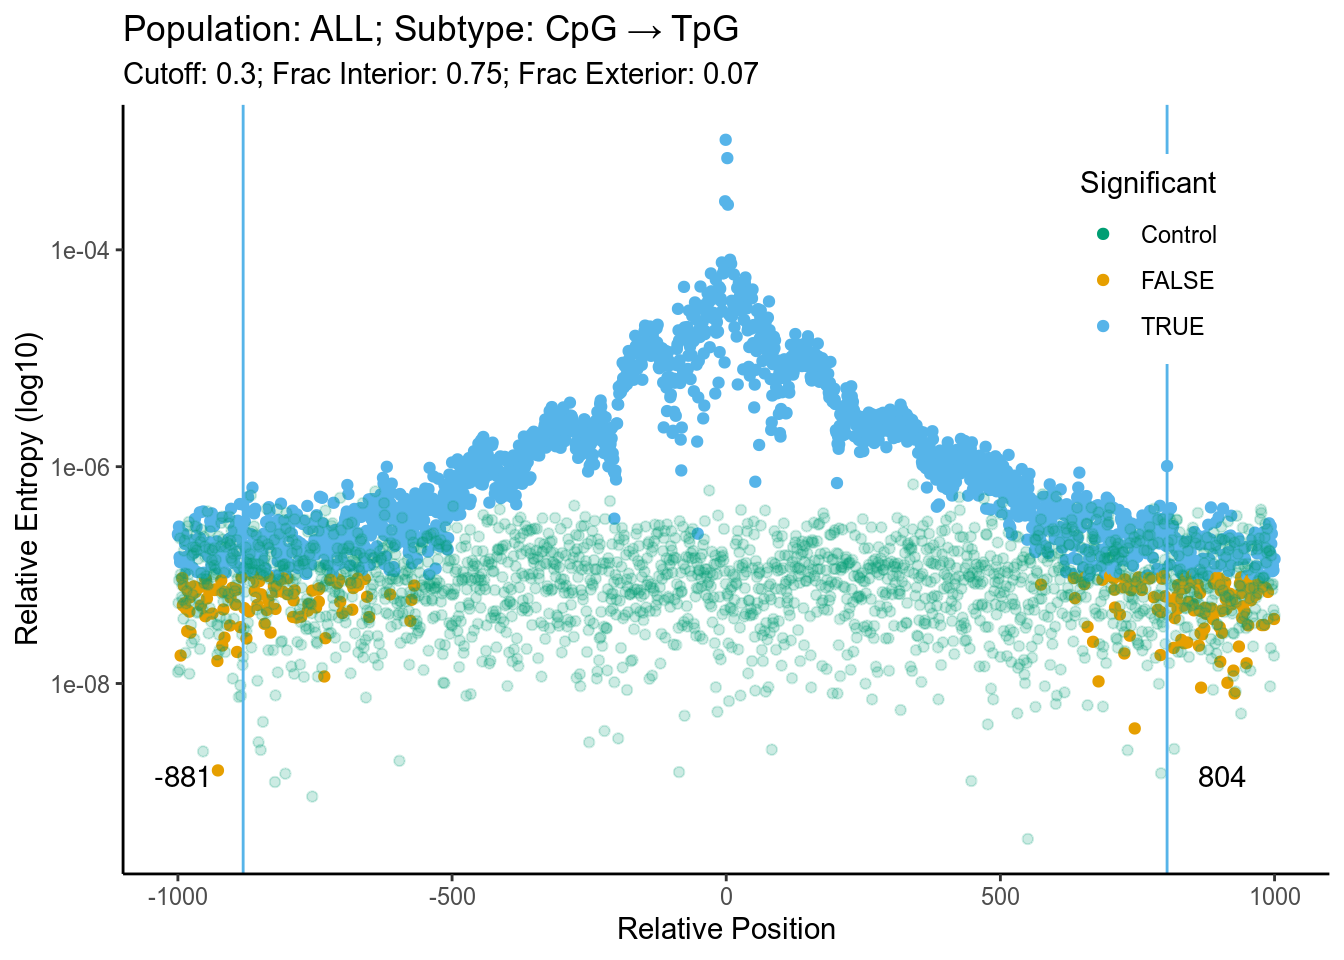 Population: ALL; Subtype: CpG → TpG
Cutoff: 0.3; Frac Interior: 0.75; Frac Exterior: 0.07
Significant
Control
FALSE
TRUE
1e-04
1e-06
1e-08
Relative Entropy (log10)
-881
804
-1000
-500
0
500
1000
Relative Position